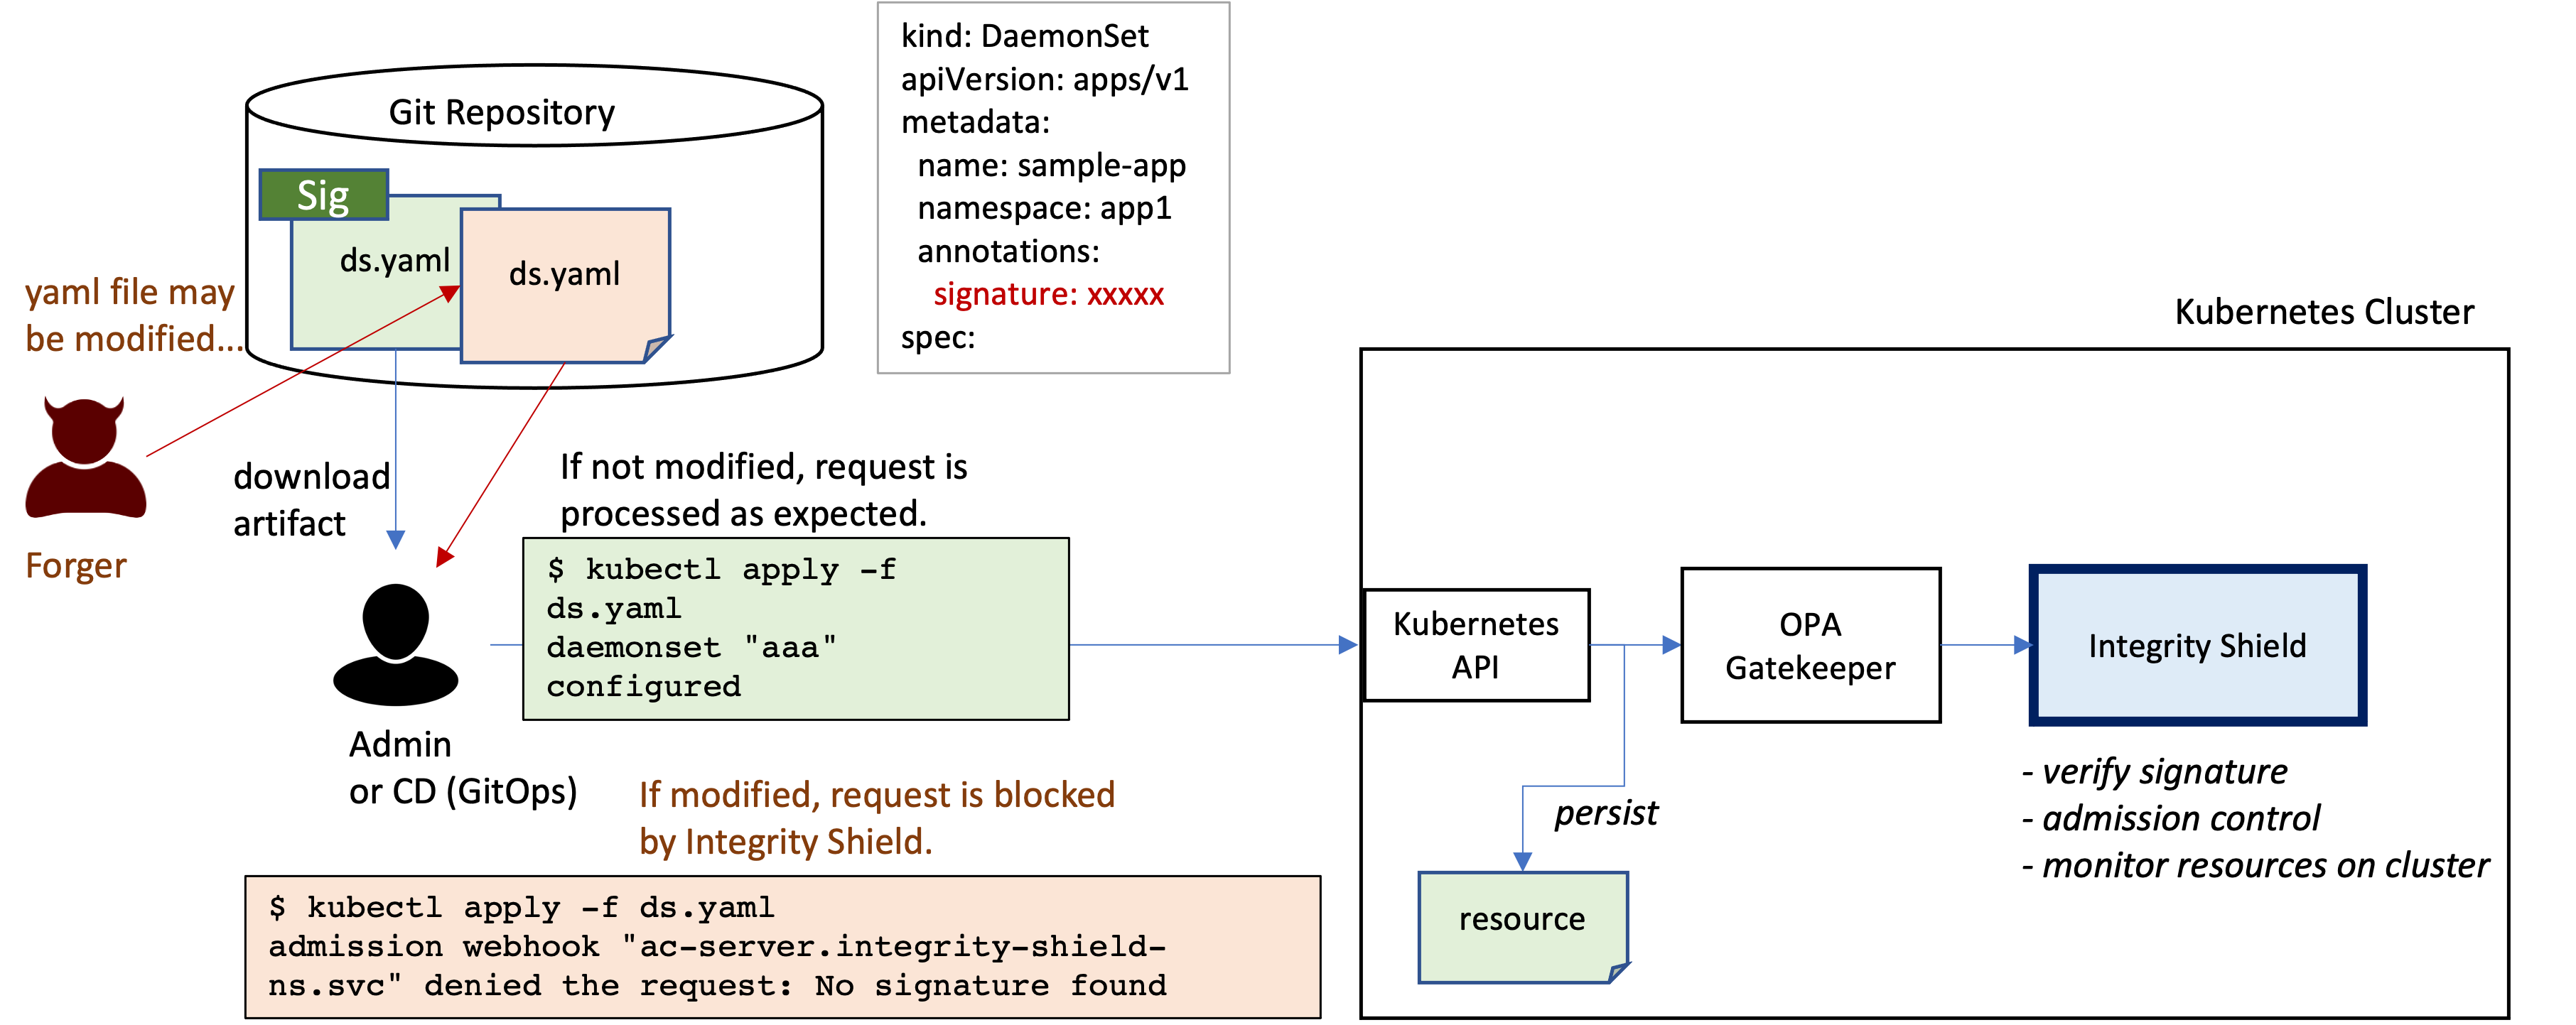 Git Repository
Sig
ds.yaml
ds.yaml
kind: DaemonSet
apiVersion: apps/v1
metadata:
name: sample-app
namespace: app1
annotations:
signature: xxxxx
spec:
yaml file may
be modified...
Forger
download
artifact
Admin
or CD (GitOps)
If not modified, request is
processed as expected.
$ kubectl apply –f
ds.yaml
daemonset "aaa"
configured
If modified, request is blocked
by Integrity Shield.
$ kubectl apply –f ds.yaml
admission webhook "ac-server.integrity-shield-
ns.svc" denied the request: No signature found
Kubernetes Cluster
Kubernetes
API
OPA
Gatekeeper
Integrity Shield
- verify signature
- admission control
- monitor resources on cluster
persist
resource